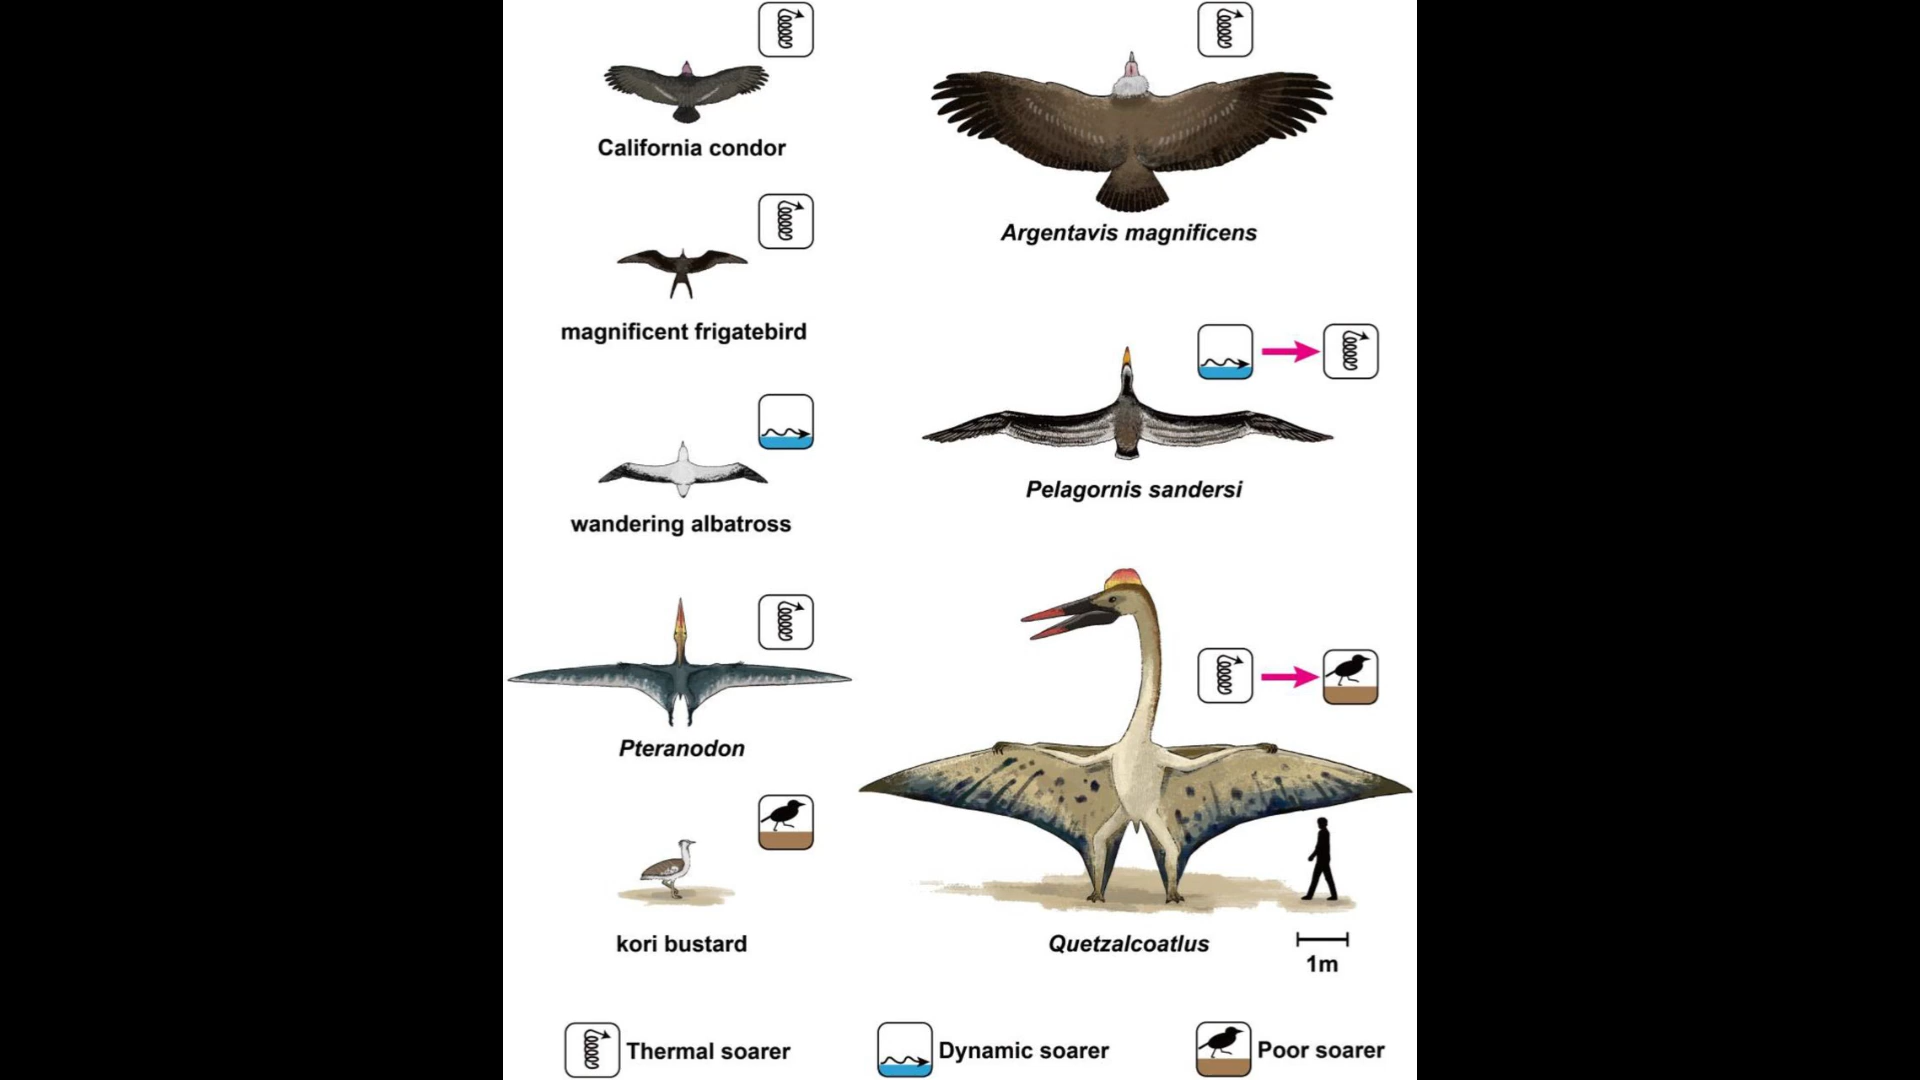 California condor
Argentavis magnificens
magnificent frigatebird
Pelagornis sandersi
wandering albatross
Pteranodon
kori bustard
Quetzalcoatlus
1m
Thermal soarer
Dynamic soarer
Poor soarer